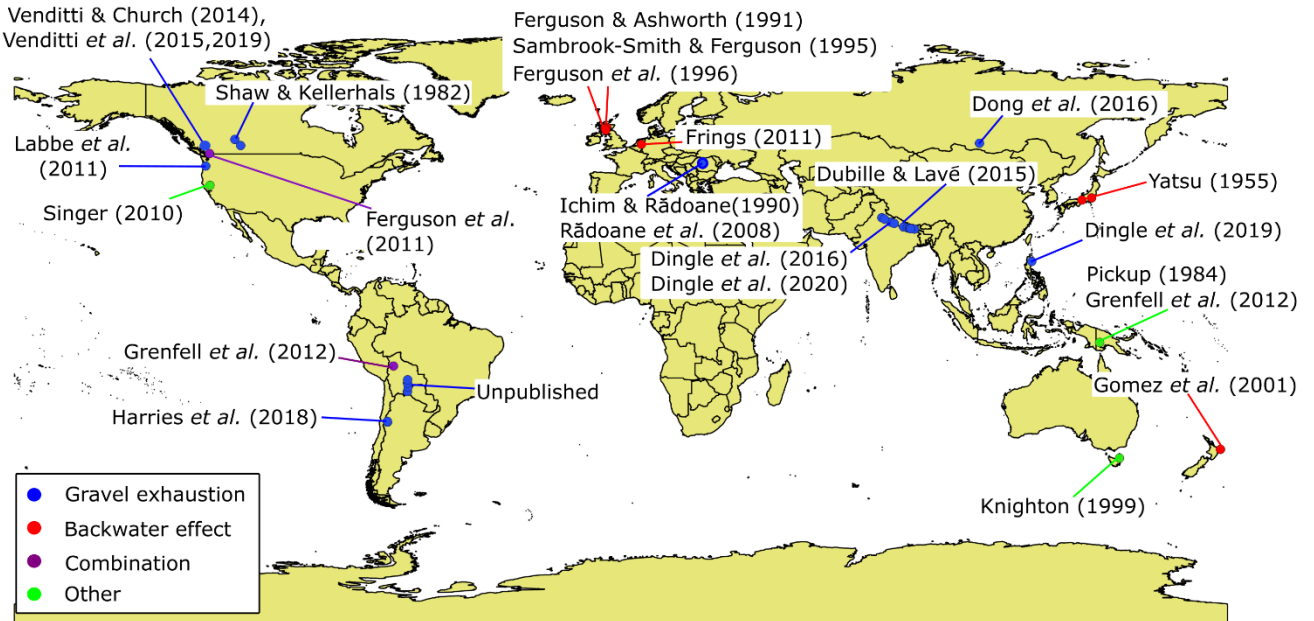 Venditti & Church (2014),
Venditti et al. (2015,2019)
Shaw & Kellerhals (1982)
Labbe et al.
(2011)
Singer (2010)
Ferguson et al.
(2011)
Grenfell et al. (2012)
Unpublished
Harries et al. (2018)
Ferguson & Ashworth (1991)
Sambrook-Smith & Ferguson (1995)
Ferguson et al. (1996)
Frings (2011)
Dong et al. (2016)
Dubille & Lavé (2015)
Ichim & Rădoane(1990)
Rădoane et al. (2008)
Dingle et al. (2016)
Dingle et al. (2020)
Yatsu (1955)
Dingle et al. (2019)
Pickup (1984)
Grenfell et al. (2012)
Gomez et al. (2001)
Knighton (1999)
Gravel exhaustion
Backwater effect
Combination
Other